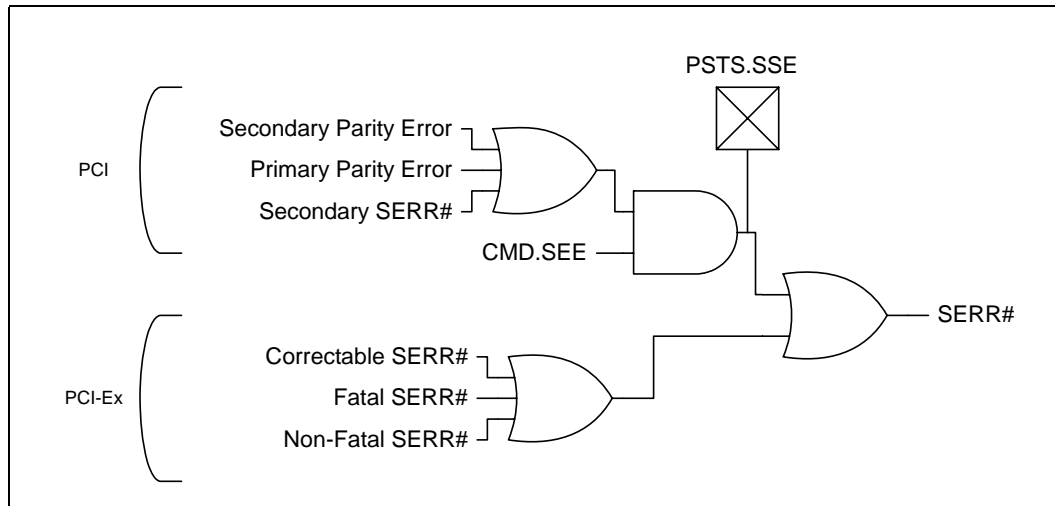 PSTS.SSE
PCI
Secondary Parity Error
Primary Parity Error
Secondary SERR#
CMD.SEE
SERR#
PCI-Ex
Correctable SERR#
Fatal SERR#
Non-Fatal SERR#